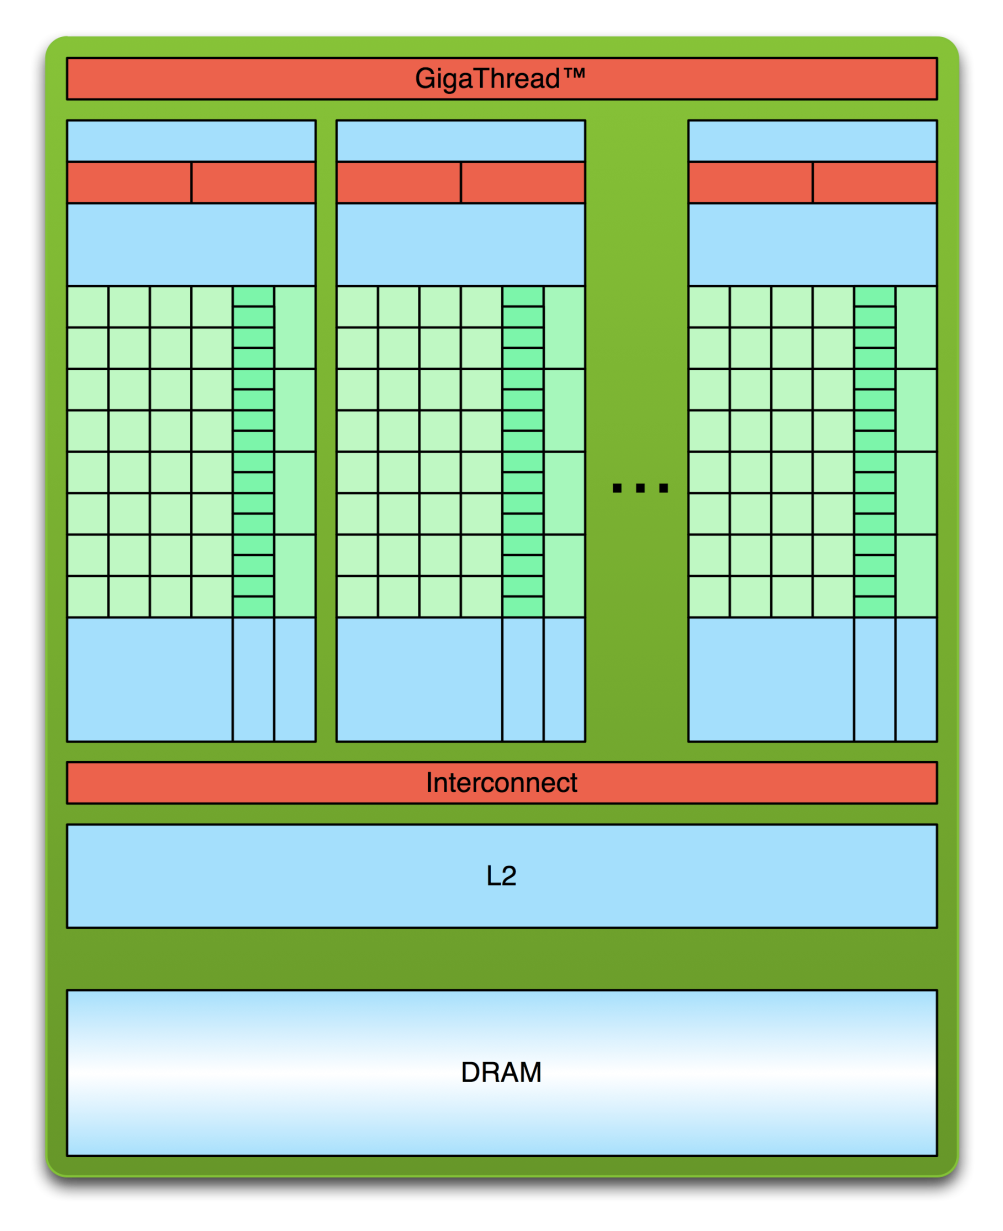 GigaThread™
...
Interconnect
L2
DRAM